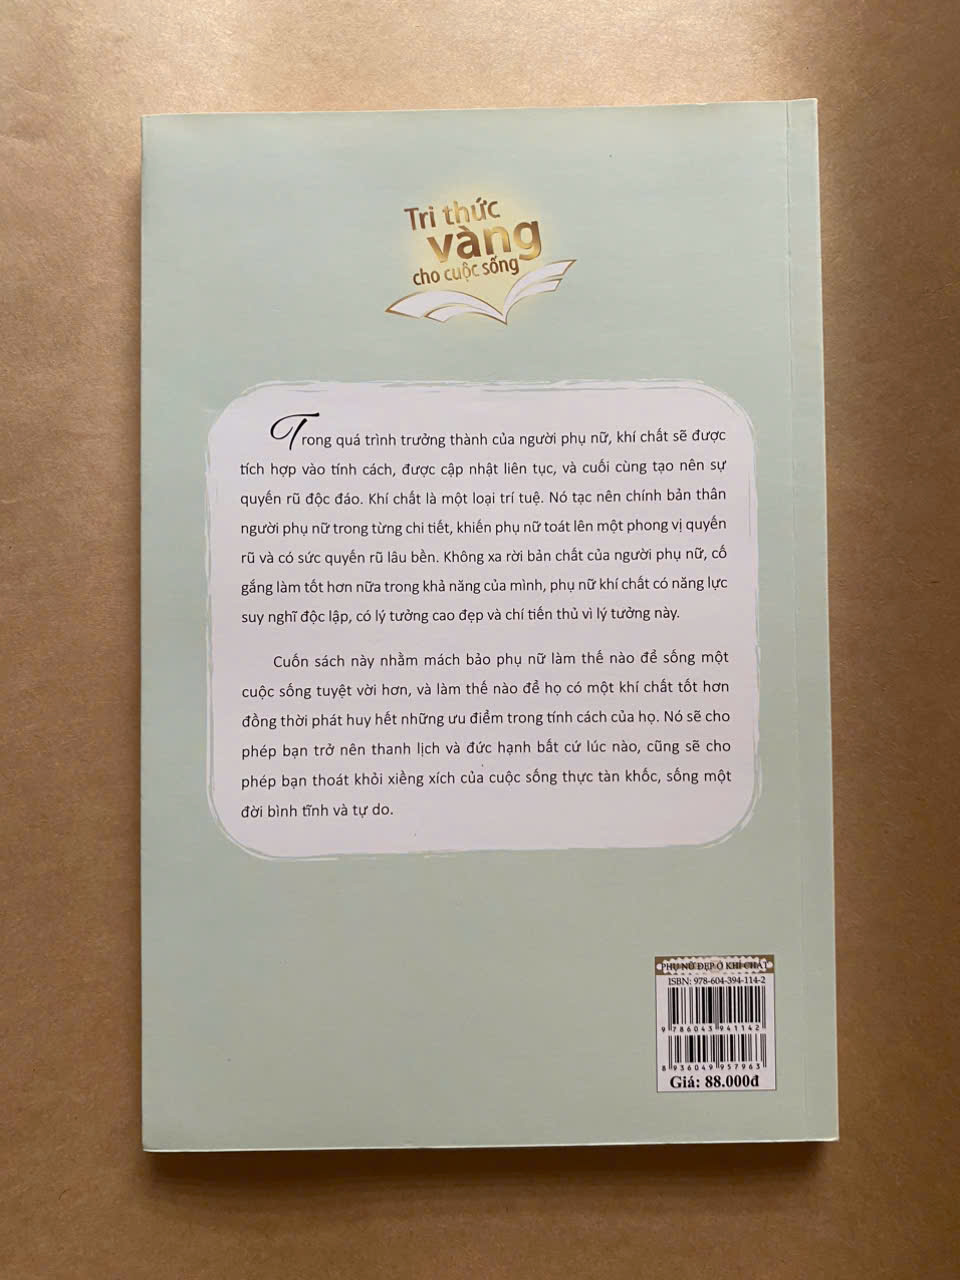 Tri thức
vàng
cho cuộc sống
Trong quá trình trưởng thành của người phụ nữ, khí chất sẽ được
tích hợp vào tính cách, được cập nhật liên tục, và cuối cùng tạo nên sự
quyến rũ độc đáo. Khí chất là một loại trí tuệ. Nó tạc nên chính bản thân
người phụ nữ trong từng chi tiết, khiến phụ nữ toát lên một phong vị quyến
rũ và có sức quyến rũ lâu bền. Không xa rời bản chất của người phụ nữ, cố
gắng làm tốt hơn nữa trong khả năng của mình, phụ nữ khí chất có năng lực
suy nghĩ độc lập, có lý tưởng cao đẹp và chí tiến thủ vì lý tưởng này.
Cuốn sách này nhằm mách bảo phụ nữ làm thế nào để sống một
cuộc sống tuyệt vời hơn, và làm thế nào để họ có một khí chất tốt hơn
đồng thời phát huy hết những ưu điểm trong tính cách của họ. Nó sẽ cho
phép bạn trở nên thanh lịch và đức hạnh bất cứ lúc nào, cũng sẽ cho
phép bạn thoát khỏi xiềng xích của cuộc sống thực tàn khốc, sống một
đời bình tĩnh và tự do.
PHỤ NỮ ĐẸP Ở KHÍ CHẤT
ISBN: 978-604-394-114-2
9 786043 941142
8 936049 957963
Giá: 88.000đ